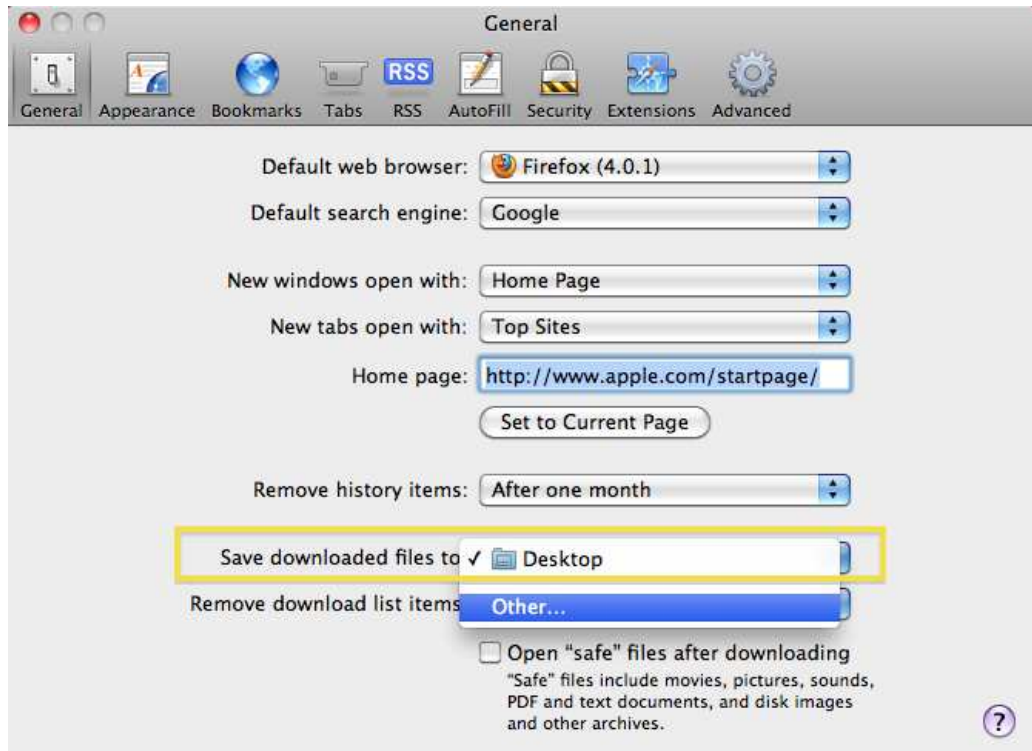 General
General Appearance Bookmarks Tabs RSS RSS AutoFill Security Extensions Advanced
Default web browser: Firefox (4.0.1)
Default search engine: Google
New windows open with: Home Page
New tabs open with: Top Sites
Home page: http://www.apple.com/startpage/
Set to Current Page
Remove history items: After one month
Save downloaded files to ✓ Desktop
Remove download list items Other...
Open “safe” files after downloading
“Safe” files include movies, pictures, sounds,
PDF and text documents, and disk images
and other archives.
?